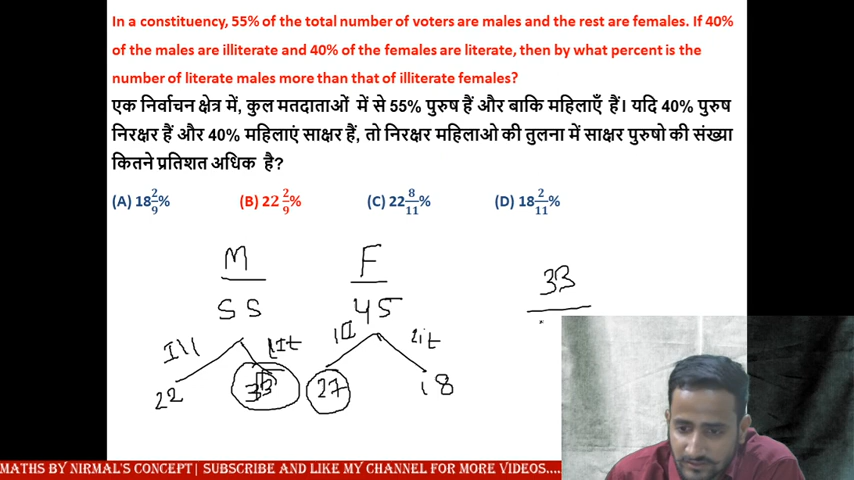 In a constituency, 55% of the total number of voters are males and the rest are females. If 40%
of the males are illiterate and 40% of the females are literate, then by what percent is the
number of literate males more than that of illiterate females?
एक निर्वाचन क्षेत्र में, कुल मतदाताओं में से 55% पुरुष हैं और बाकि महिलाएँ हैं। यदि 40% पुरुष
निरक्षर हैं और 40% महिलाएं साक्षर हैं, तो निरक्षर महिलाओ की तुलना में साक्षर पुरुषो की संख्या
कितने प्रतिशत अधिक है?
(A) 18 2/9% (B) 22 2/9% (C) 22 8/11% (D) 18 2/11%
M F
55 45
33
Ill lit Ill lit
22 33 27 18
MATHS BY NIRMAL'S CONCEPT| SUBSCRIBE AND LIKE MY CHANNEL FOR MORE VIDEOS....